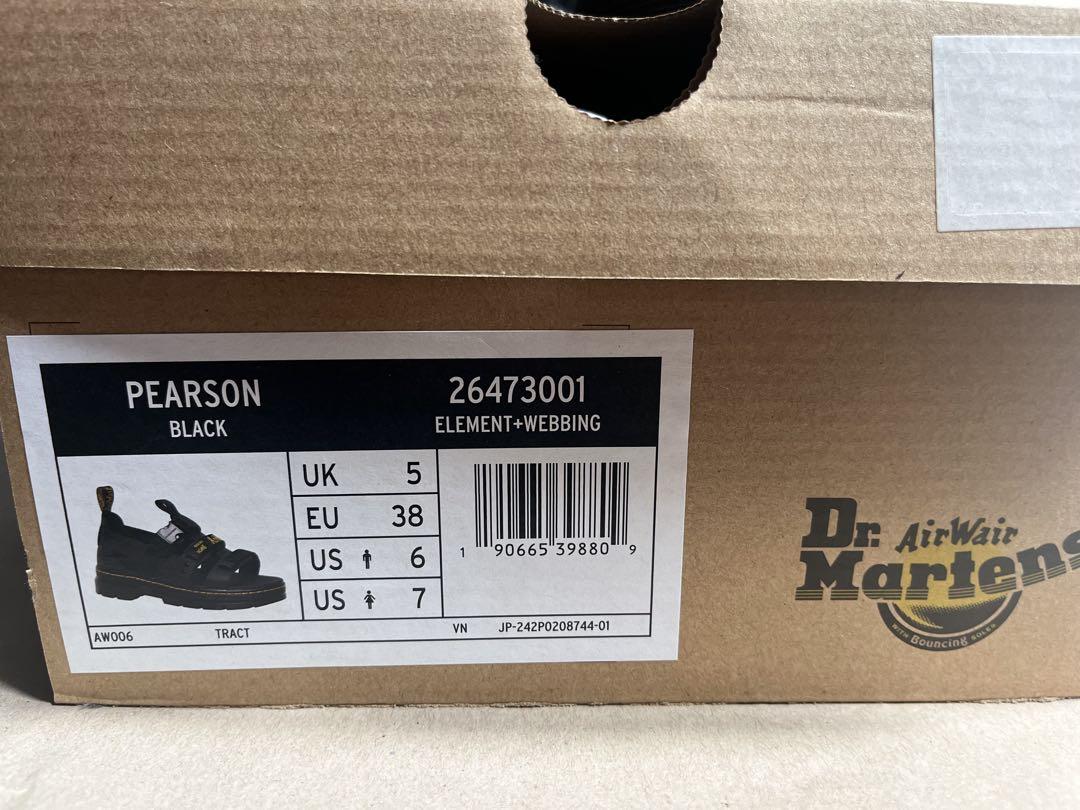 PEARSON
BLACK
26473001
ELEMENT+WEBBING
UK 5
EU 38
US 6
US 7
1 90665 39880 9
AW006 TRACT VN JP-242P0208744-01
Dr. AirWair
Martens
WITH Bouncing SOLES